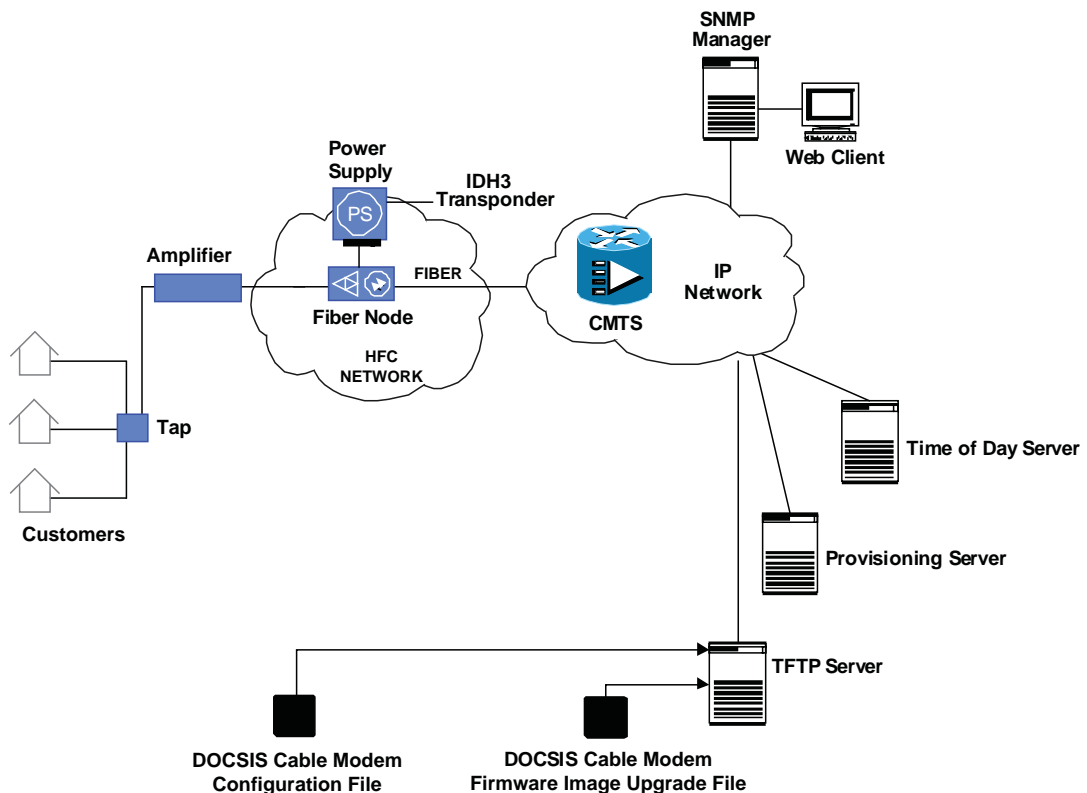 SNMP
Manager
Web Client
Power
Supply
IDH3
Transponder
PS
Amplifier
FIBER
Fiber Node
HFC
NETWORK
IP
Network
CMTS
Tap
Customers
Time of Day Server
Provisioning Server
TFTP Server
DOCSIS Cable Modem
Configuration File
DOCSIS Cable Modem
Firmware Image Upgrade File